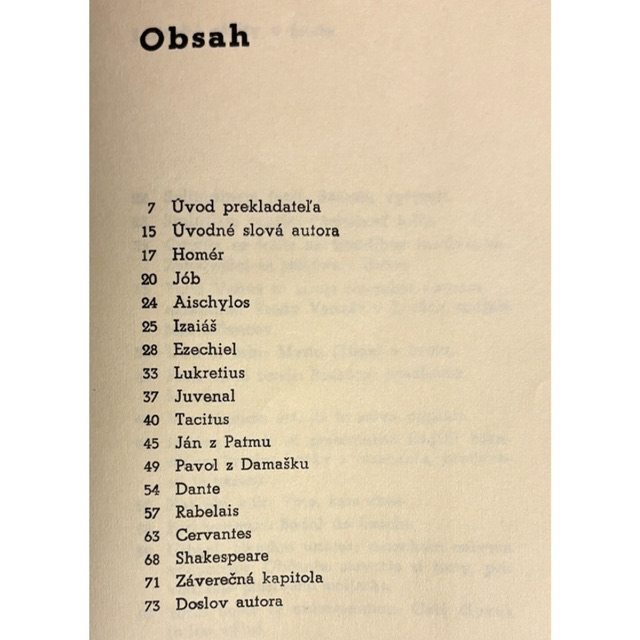 Obsah
7 Úvod prekladateľa
15 Úvodné slová autora
17 Homér
20 Jób
24 Aischylos
25 Izaiáš
28 Ezechiel
33 Lukretius
37 Juvenal
40 Tacitus
45 Ján z Patmu
49 Pavol z Damašku
54 Dante
57 Rabelais
63 Cervantes
68 Shakespeare
71 Záverečná kapitola
73 Doslov autora